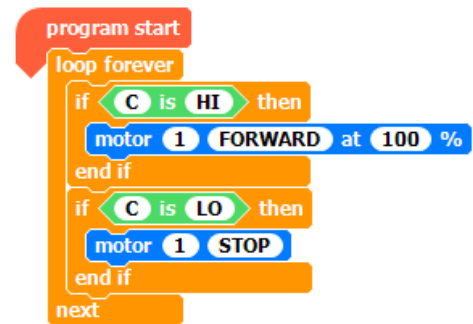 program start
loop forever
if C is HI then
motor 1 FORWARD at 100 %
end if
if C is LO then
motor 1 STOP
end if
next